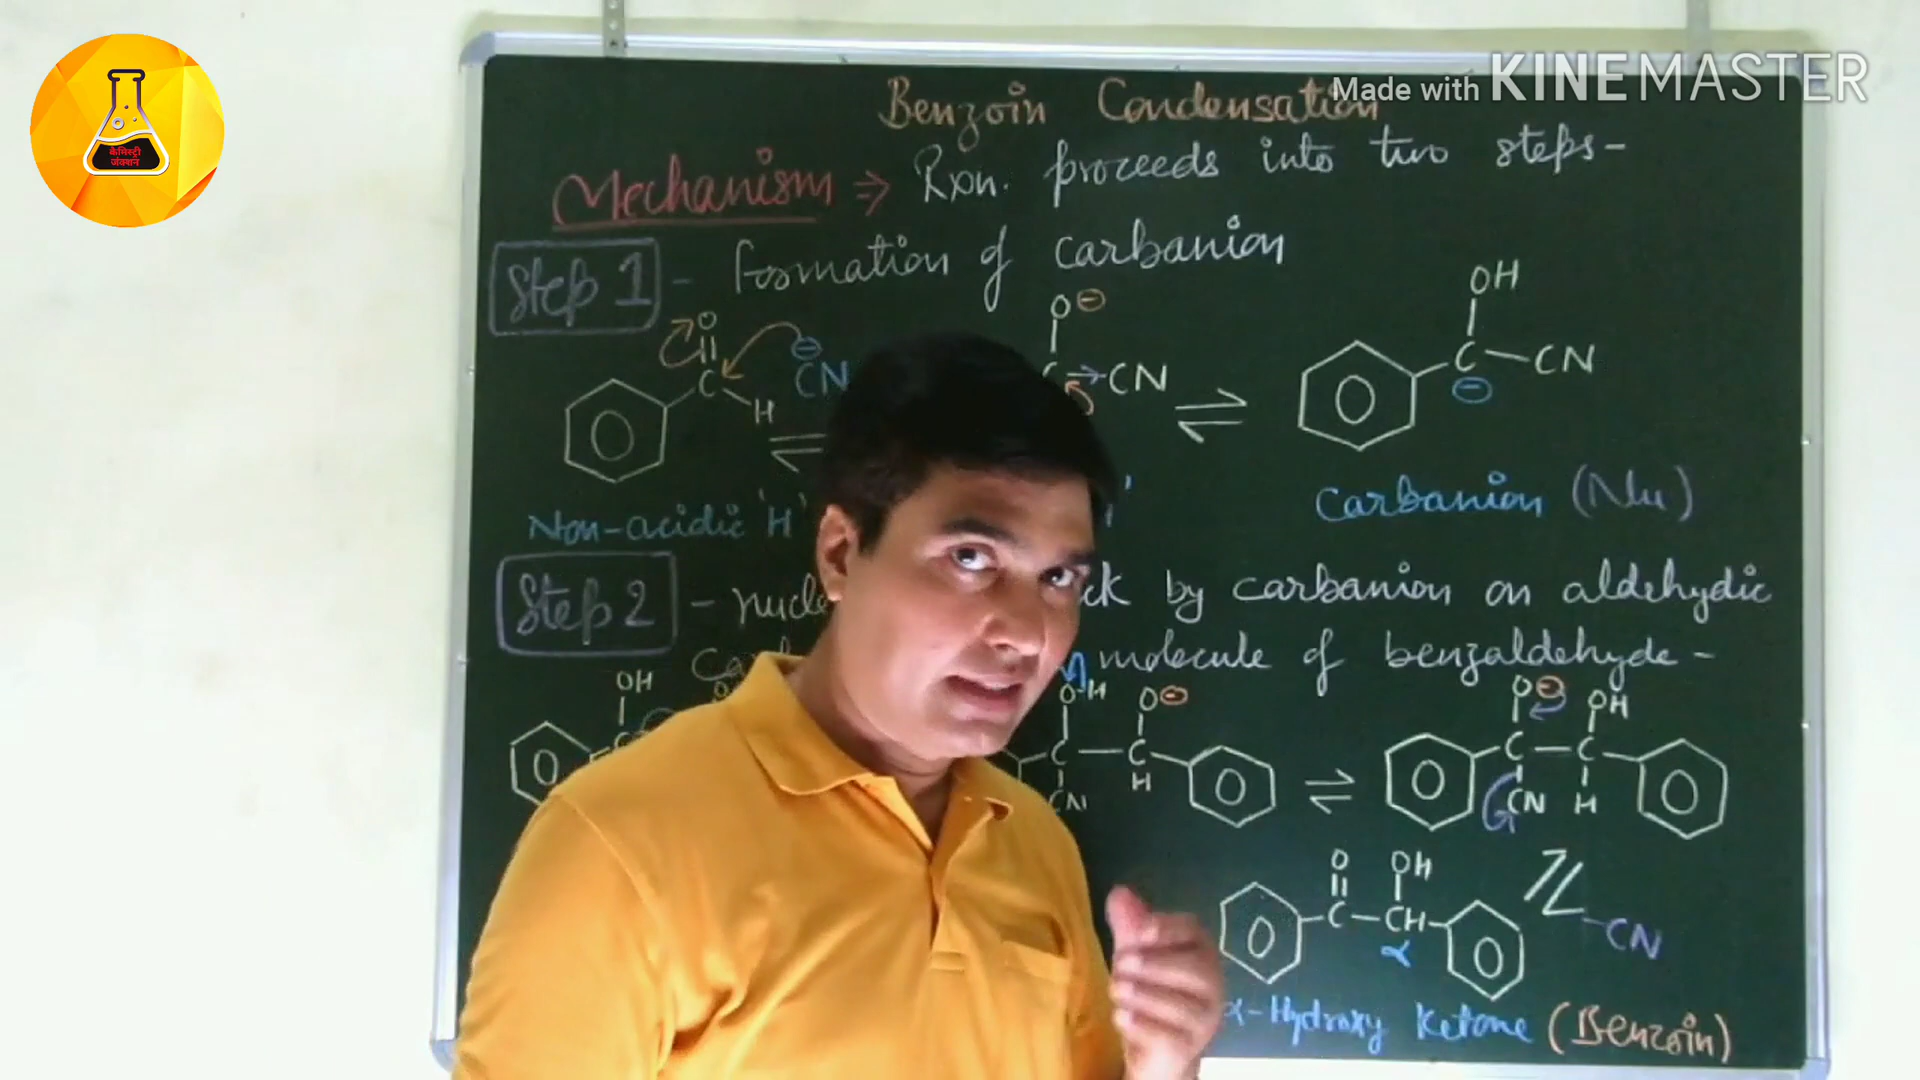 केमिस्ट्री
जंक्शन
Made with KINEMASTER
Benzoin Condensation
Mechanism ⇒ Rxn. proceeds into two steps-
Step 1 - Formation of carbanion
O O⊖ OH
C H ⊖CN C CN ⇌ C⊖ CN
Non-acidic 'H' Carbanion (Nu)
Step 2 - by carbanion on aldehydic
molecule of benzaldehyde -
OH O-H O⊖ O⊖ OH
C C C ⇌ C C
CN H CN H
O OH
C CH -CN
α
α-Hydroxy Ketone (Benzoin)